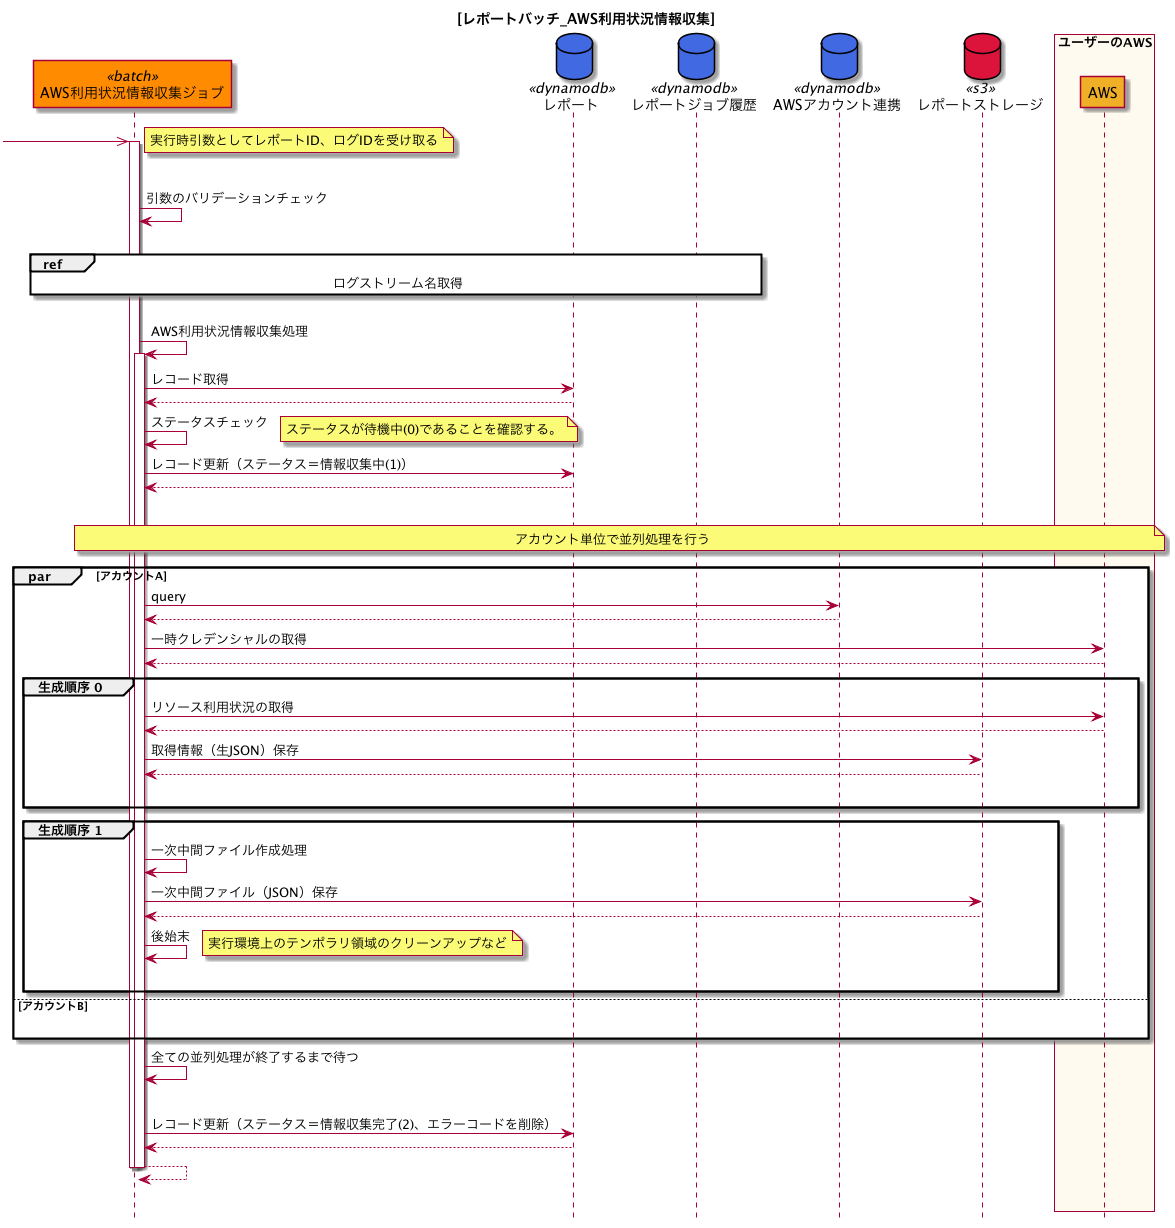 [レポートバッチ_AWS利用状況情報収集]
ユーザーのAWS
«batch»
AWS利用状況情報収集ジョブ
«dynamodb»
レポート
«dynamodb»
レポートジョブ履歴
«dynamodb»
AWSアカウント連携
«s3»
レポートストレージ
AWS
実行時引数としてレポートID、ログIDを受け取る
引数のバリデーションチェック
ref
ログストリーム名取得
AWS利用状況情報収集処理
レコード取得
ステータスチェック
ステータスが待機中(0)であることを確認する。
レコード更新（ステータス＝情報収集中(1)）
アカウント単位で並列処理を行う
par
[アカウントA]
query
一時クレデンシャルの取得
生成順序 0
リソース利用状況の取得
取得情報（生JSON）保存
生成順序 1
一次中間ファイル作成処理
一次中間ファイル（JSON）保存
後始末
実行環境上のテンポラリ領域のクリーンアップなど
[アカウントB]
全ての並列処理が終了するまで待つ
レコード更新（ステータス＝情報収集完了(2)、エラーコードを削除）